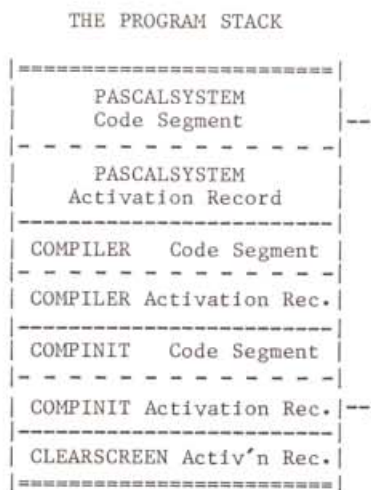 THE PROGRAM STACK
PASCALSYSTEM
Code Segment
PASCALSYSTEM
Activation Record
COMPILER Code Segment
COMPILER Activation Rec.
COMPINIT Code Segment
COMPINIT Activation Rec.
CLEARSCREEN Activ'n Rec.